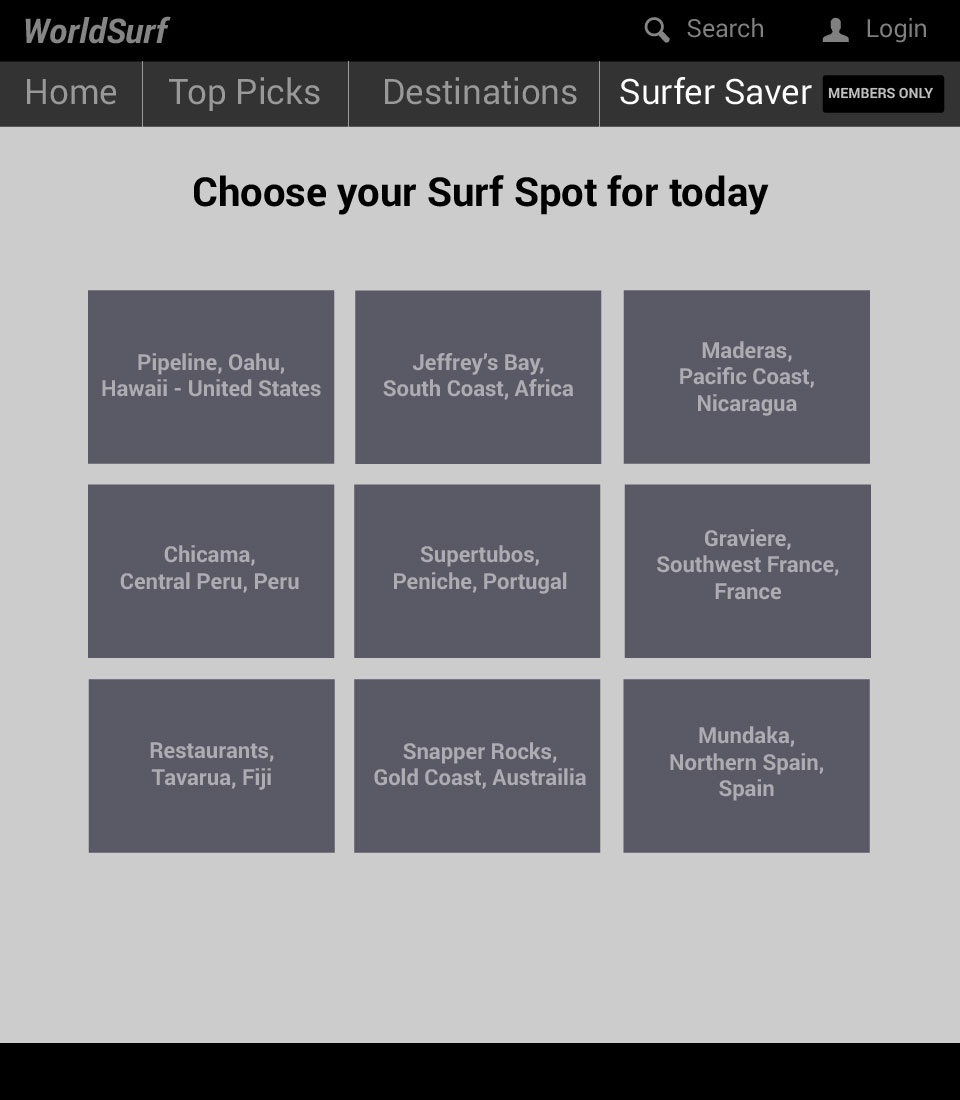 WorldSurf
Search
Login
Home
Top Picks
Destinations
Surfer Saver
MEMBERS ONLY
Choose your Surf Spot for today
Pipeline, Oahu,
Hawaii - United States
Jeffrey’s Bay,
South Coast, Africa
Maderas,
Pacific Coast,
Nicaragua
Chicama,
Central Peru, Peru
Supertubos,
Peniche, Portugal
Graviere,
Southwest France,
France
Restaurants,
Tavarua, Fiji
Snapper Rocks,
Gold Coast, Austrailia
Mundaka,
Northern Spain,
Spain